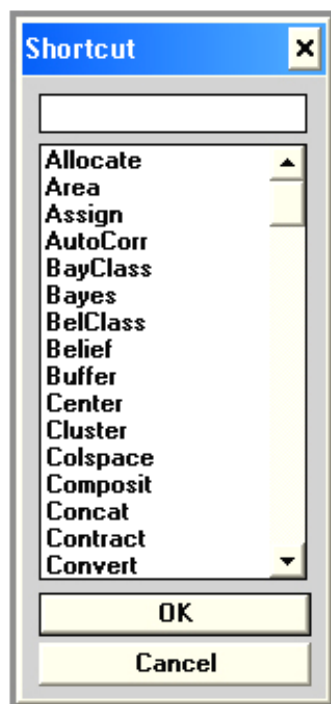 Shortcut
Allocate
Area
Assign
AutoCorr
BayClass
Bayes
BelClass
Belief
Buffer
Center
Cluster
Colspace
Composit
Concat
Contract
Convert
OK
Cancel